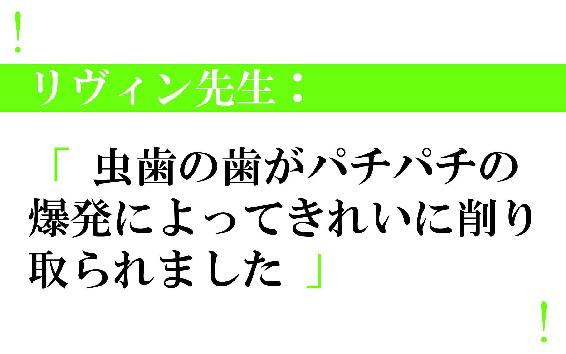 !
リヴィン先生：
「 虫歯の歯がパチパチの
爆発によってきれいに削り
取られました 」
!